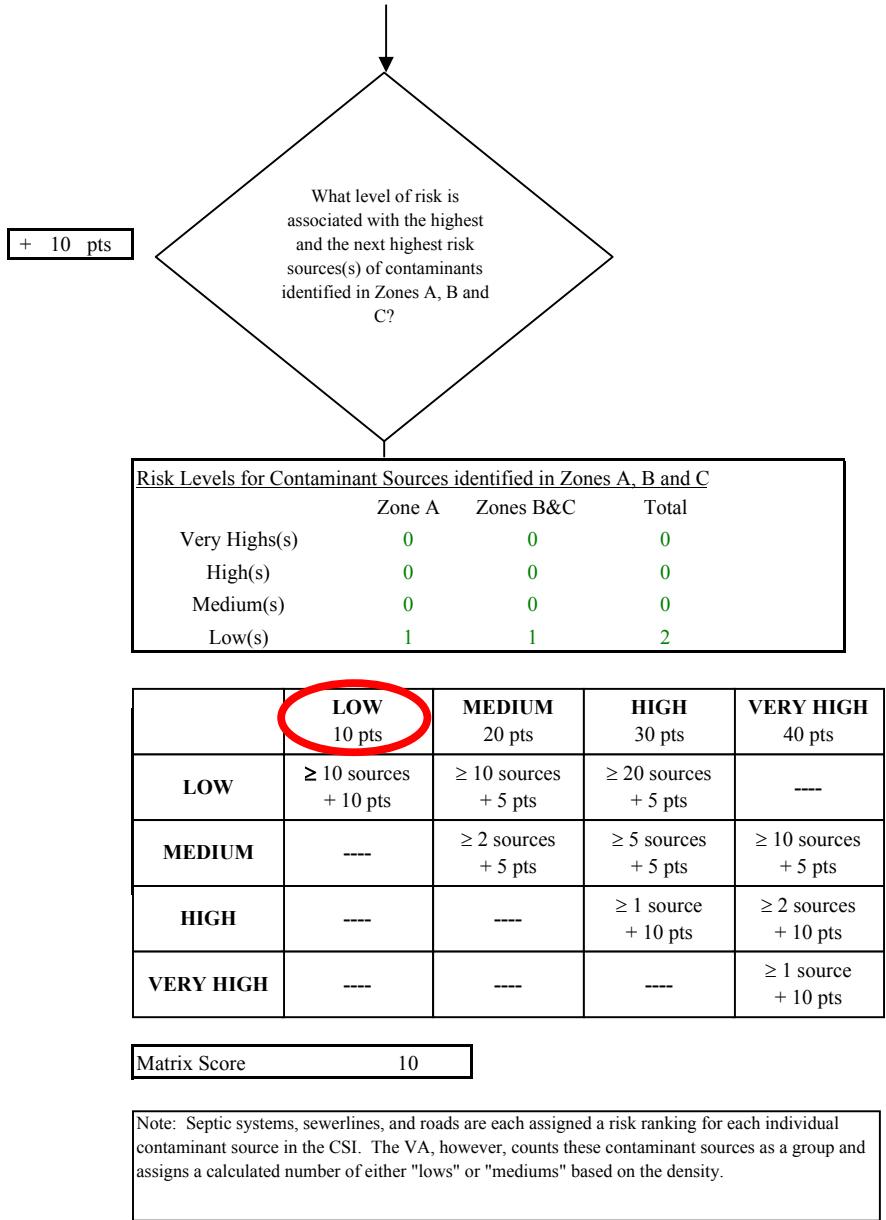 What level of risk is
associated with the highest
and the next highest risk
sources(s) of contaminants
identified in Zones A, B and
C?
+ 10 pts
Risk Levels for Contaminant Sources identified in Zones A, B and C
Zone A Zones B&C Total
Very Highs(s) 0 0 0
High(s) 0 0 0
Medium(s) 0 0 0
Low(s) 1 1 2
LOW MEDIUM HIGH VERY HIGH
10 pts 20 pts 30 pts 40 pts
LOW ≥ 10 sources + 10 pts ≥ 10 sources + 5 pts ≥ 20 sources + 5 pts ----
MEDIUM ---- ≥ 2 sources + 5 pts ≥ 5 sources + 5 pts ≥ 10 sources + 5 pts
HIGH ---- ---- ≥ 1 source + 10 pts ≥ 2 sources + 10 pts
VERY HIGH ---- ---- ---- ≥ 1 source + 10 pts
Matrix Score 10
Note: Septic systems, sewerlines, and roads are each assigned a risk ranking for each individual
contaminant source in the CSI. The VA, however, counts these contaminant sources as a group and
assigns a calculated number of either "lows" or "mediums" based on the density.